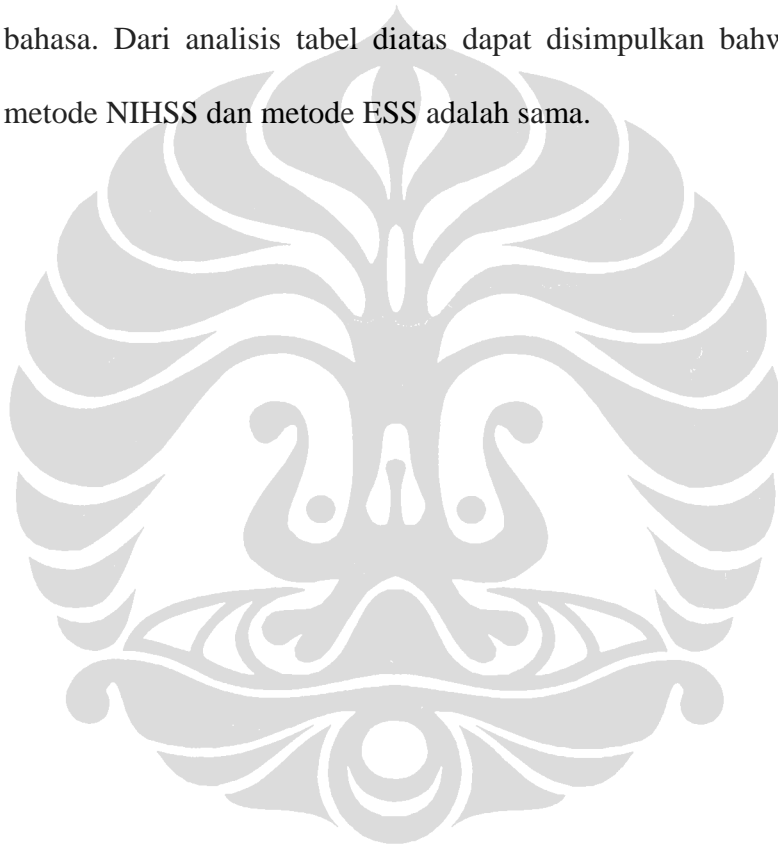 bahasa. Dari analisis tabel diatas dapat disimpulkan bahw
metode NIHSS dan metode ESS adalah sama.